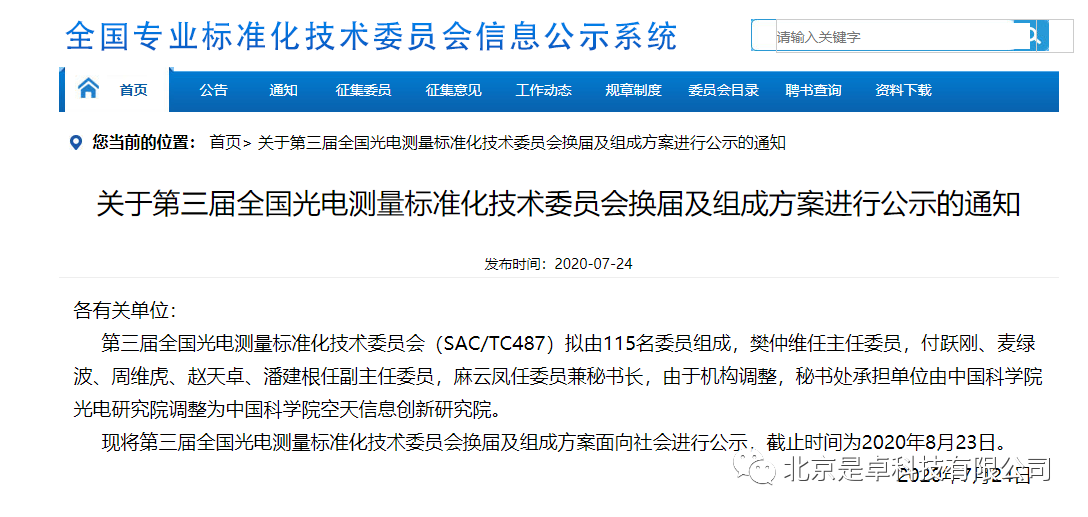 全国专业标准化技术委员会信息公示系统
请输入关键字
首页 公告 通知 征集委员 征集意见 工作动态 规章制度 委员会目录 聘书查询 资料下载
您当前的位置： 首页> 关于第三届全国光电测量标准化技术委员会换届及组成方案进行公示的通知
关于第三届全国光电测量标准化技术委员会换届及组成方案进行公示的通知
发布时间：2020-07-24
各有关单位：
第三届全国光电测量标准化技术委员会（SAC/TC487）拟由115名委员组成，樊仲维任主任委员，付跃刚、麦绿
波、周维虎、赵天卓、潘建根任副主任委员，麻云凤任委员兼秘书长，由于机构调整，秘书处承担单位由中国科学院
光电研究院调整为中国科学院空天信息创新研究院。
现将第三届全国光电测量标准化技术委员会换届及组成方案面向社会进行公示，截止时间为2020年8月23日。
北京是卓科技有限公司
2020年7月24日